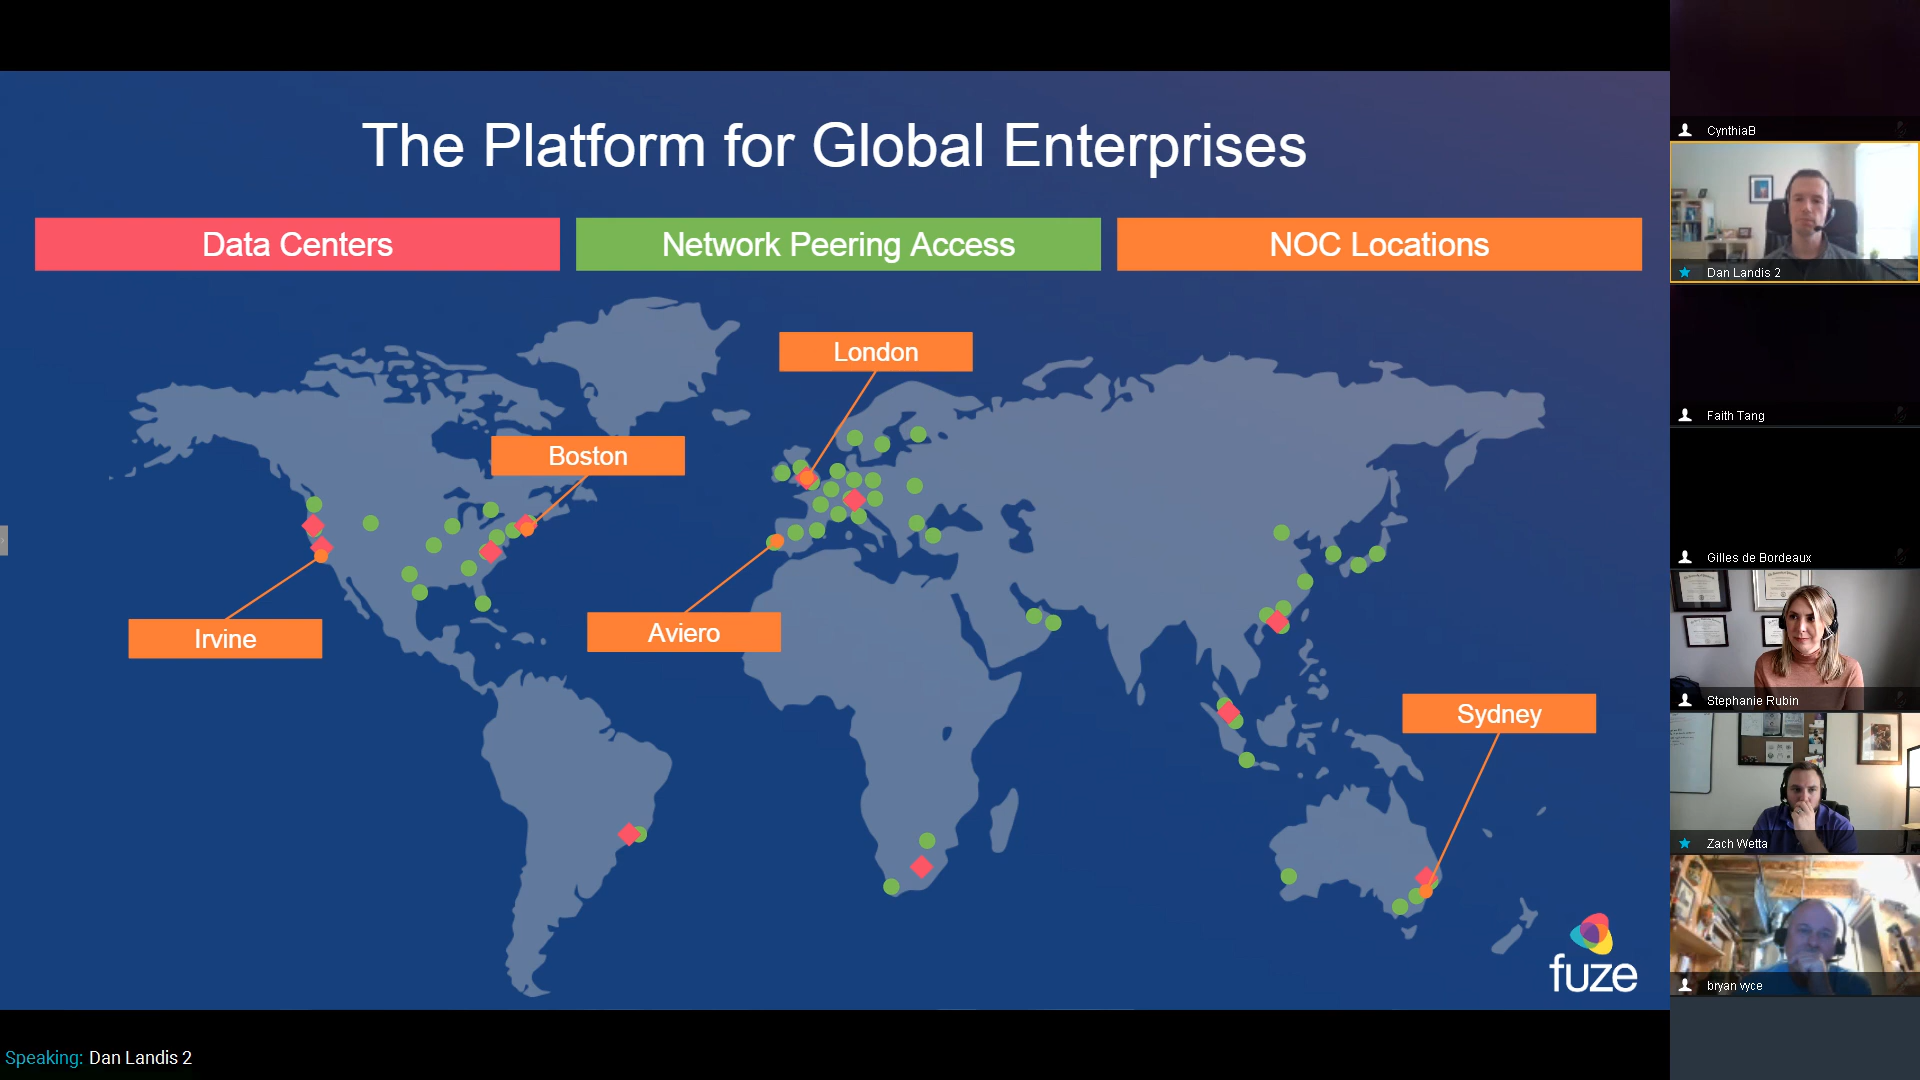 The Platform for Global Enterprises
Data Centers
Network Peering Access
NOC Locations
London
Boston
Irvine
Aviero
Sydney
fuze
CynthiaB
Dan Landis 2
Faith Tang
Gilles de Bordeaux
Stephanie Rubin
Zach Wetta
bryan vyce
Speaking: Dan Landis 2